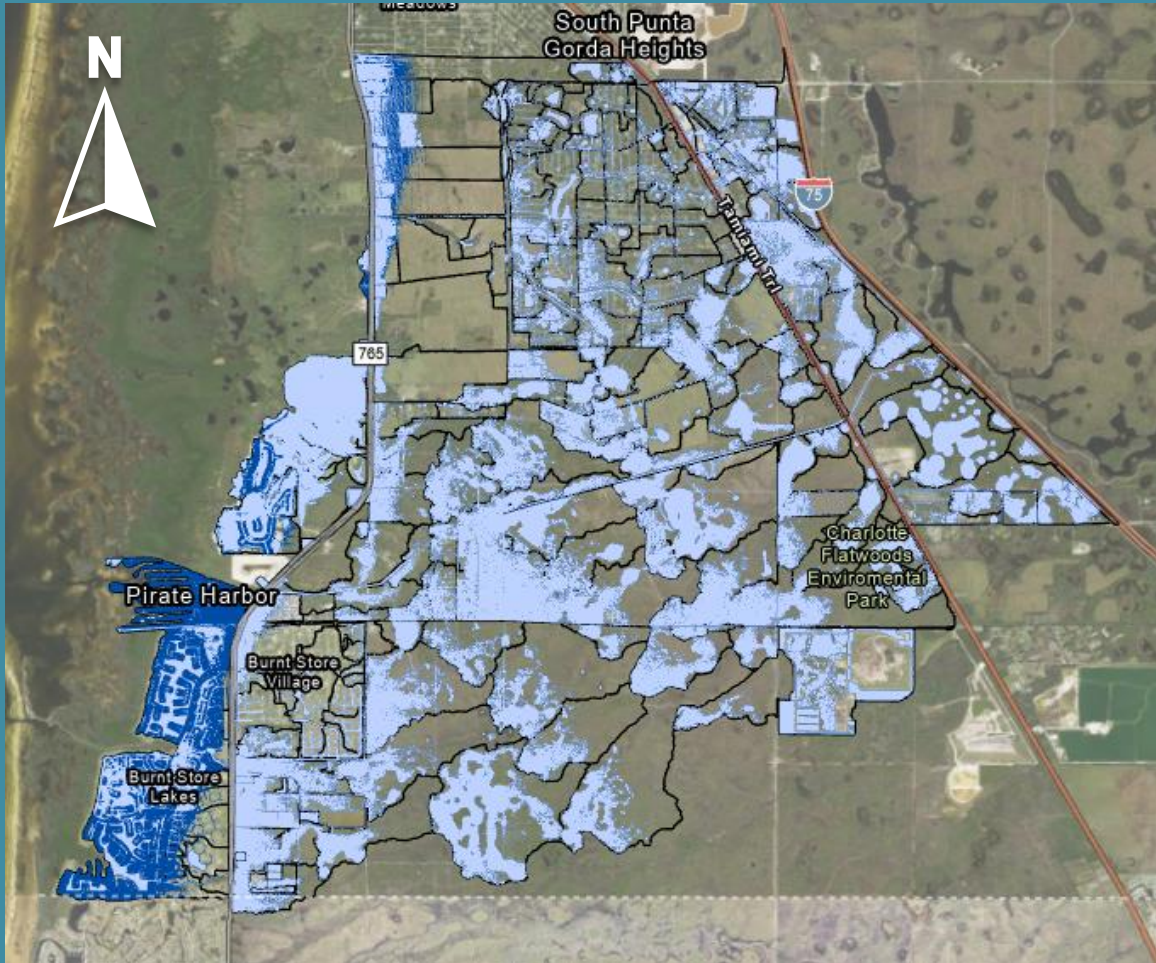 Meadows
South Punta
Gorda Heights
N
75
Tamiami Trl
765
Charlotte
Flatwoods
Enviromental
Park
Pirate Harbor
Burnt Store
Village
Burnt Store
Lakes